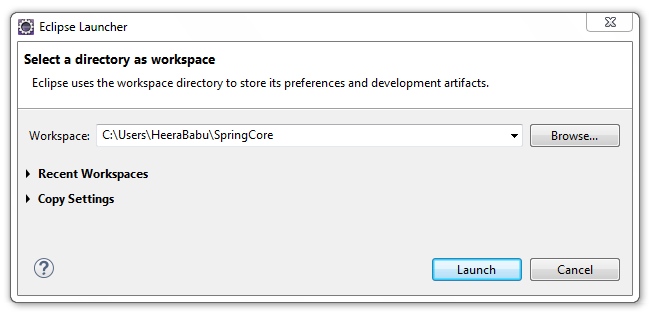 Eclipse Launcher
Select a directory as workspace
Eclipse uses the workspace directory to store its preferences and development artifacts.
Workspace: C:\Users\HeeraBabu\SpringCore Browse...
Recent Workspaces
Copy Settings
? Launch Cancel